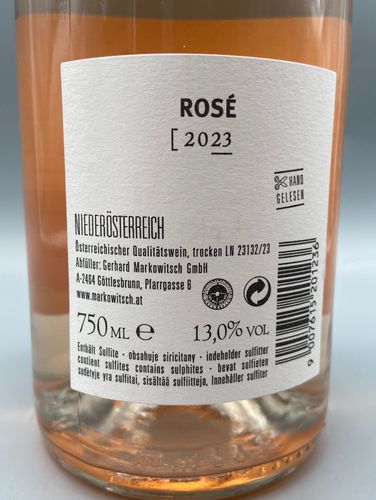 ROSÉ
[2023
HAND
GELESEN
NIEDERÖSTERREICH
Österreichischer Qualitätswein, trocken LN 23132/23
Abfüller: Gerhard Markowitsch GmbH
A-2464 Göttlesbrunn, Pfarrgasse 6
www.markowitsch.at
750 ML e 13,0% VOL
Enthält Sulfite · obsahuje siricitany · indeholder sulfitter
contient sulfites contains sulphites · bevat sulfieten
sudėtyje yra sulfitai, sisältää sulfiitteja, Innehåller sulfiter
9 007615 201236